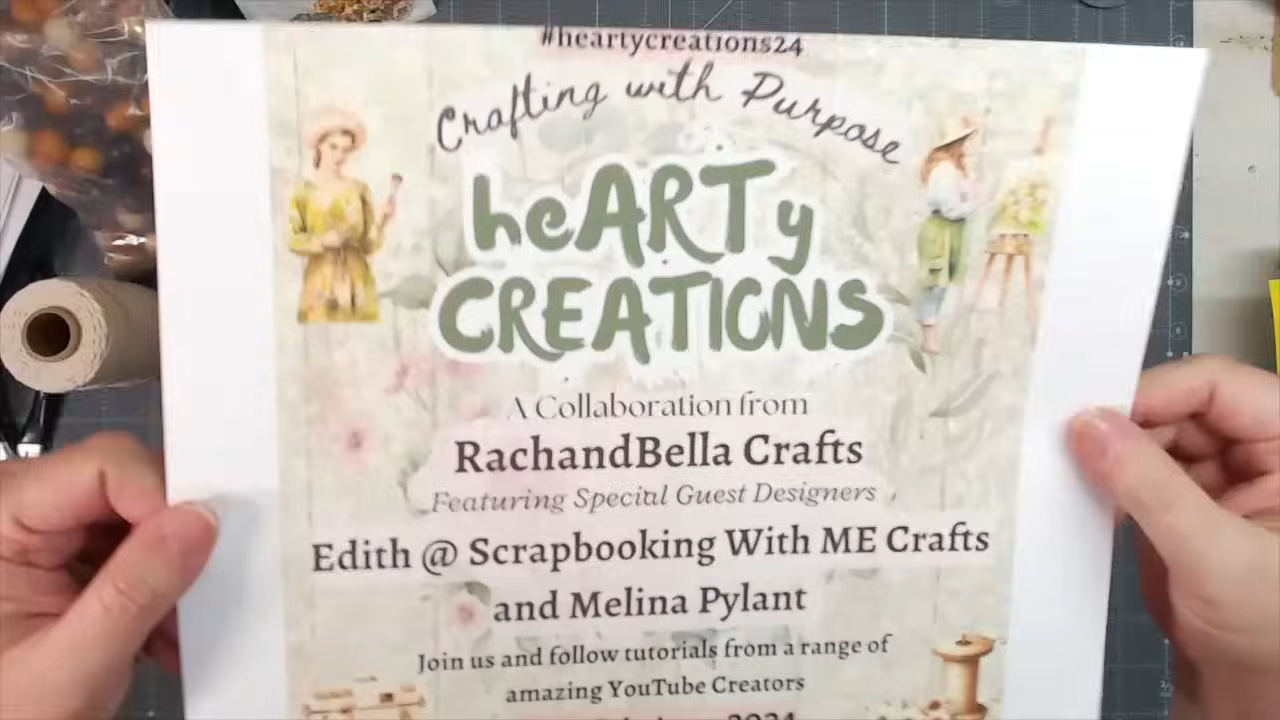 #heartycreations24
Crafting with Purpose
heARTy
CREATIONS
A Collaboration from
RachandBella Crafts
Featuring Special Guest Designers
Edith @ Scrapbooking With ME Crafts
and Melina Pylant
Join us and follow tutorials from a range of
amazing YouTube Creators
2024